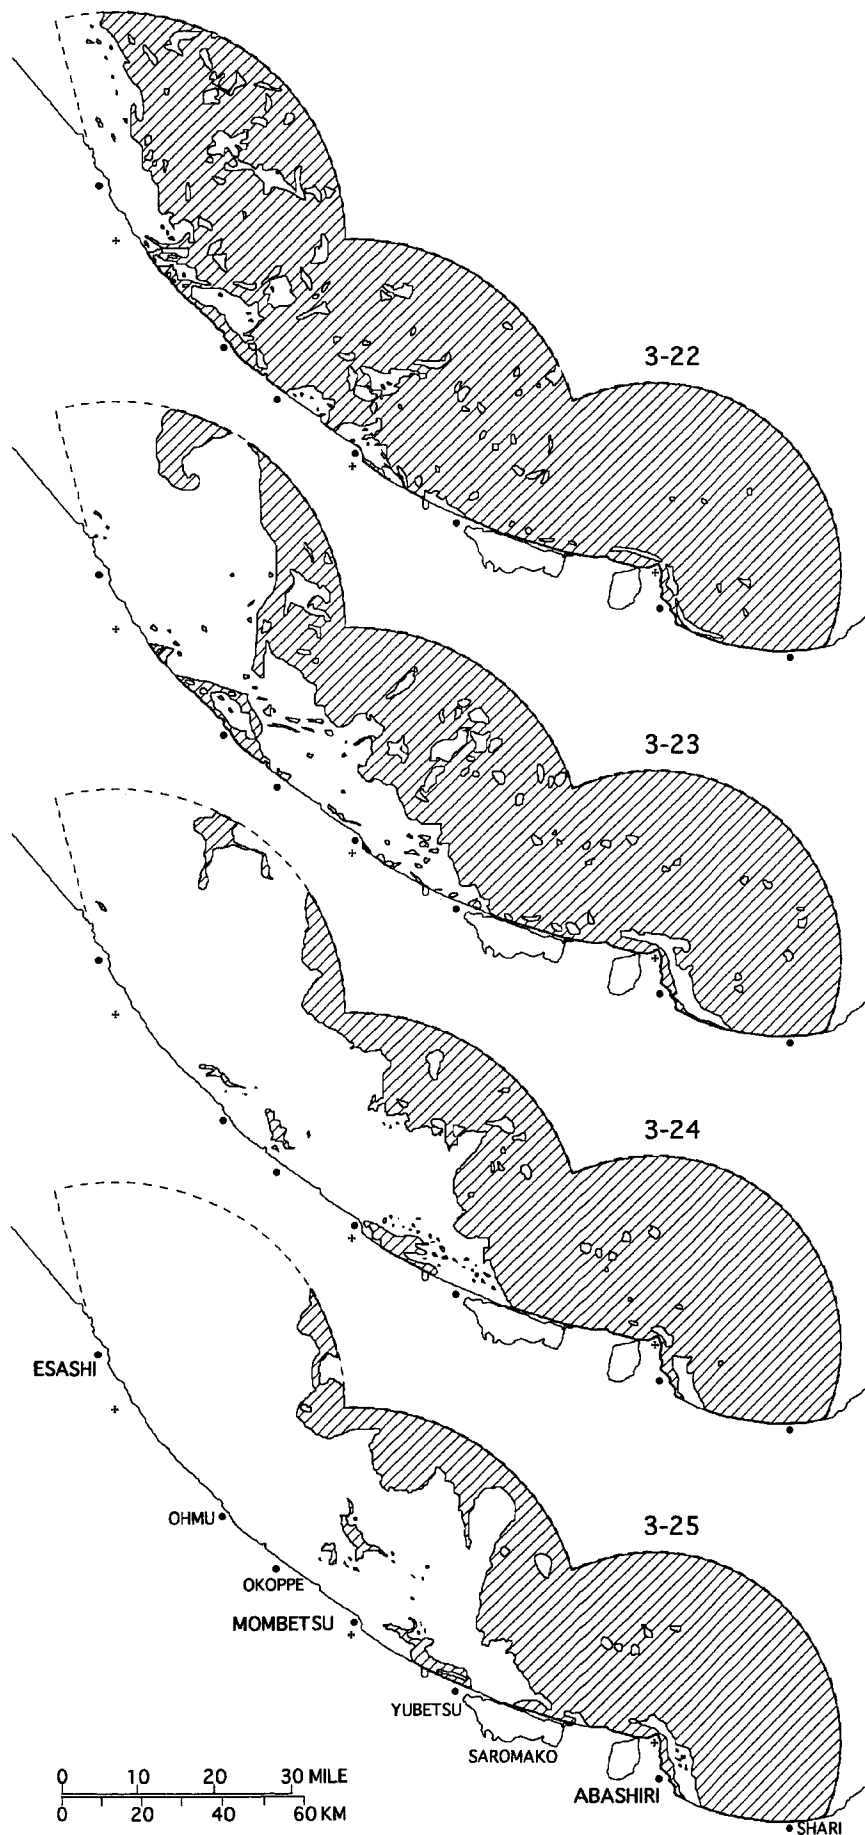 3-22
3-23
3-24
3-25
ESASHI
OHMU
OKOPPE
MOMBETSU
YUBETSU
SAROMAKO
ABASHIRI
SHARI
0 10 20 30 MILE
0 20 40 60 KM